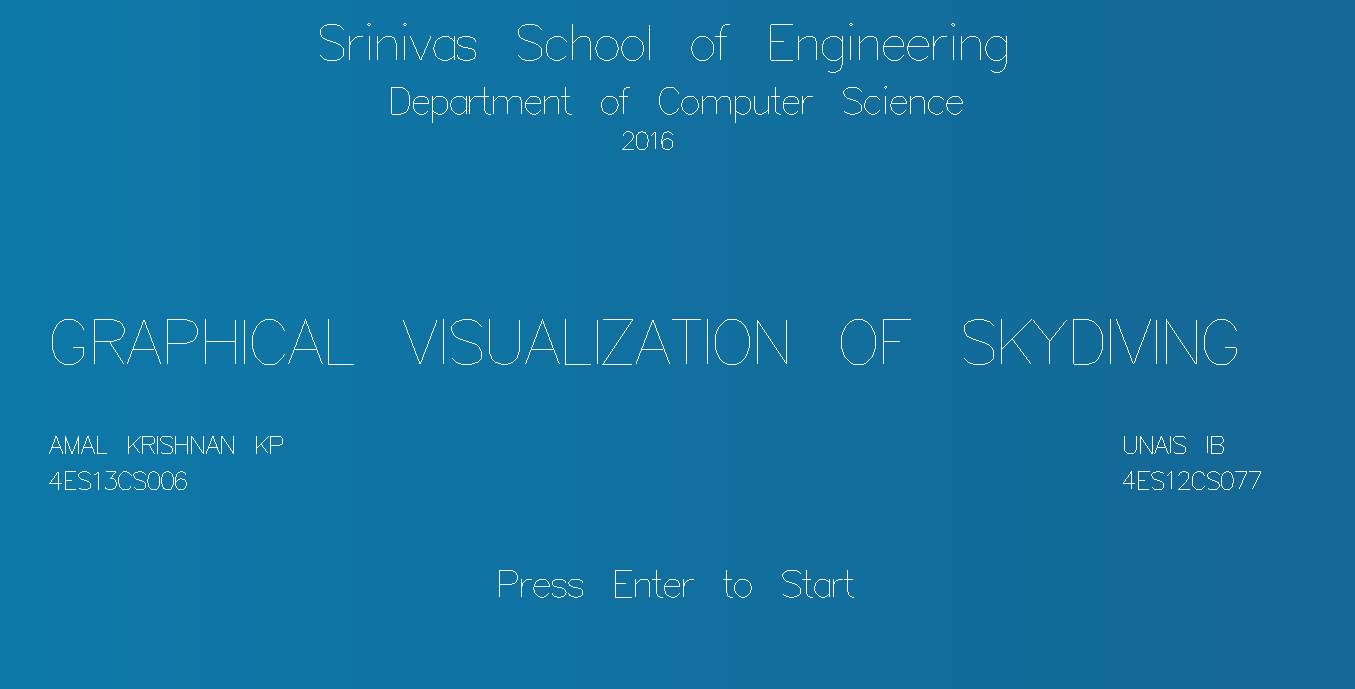 Srinivas School of Engineering
Department of Computer Science
2016
GRAPHICAL VISUALIZATION OF SKYDIVING
AMAL KRISHNAN KP
UNAIS IB
4ES13CS006
4ES12CS077
Press Enter to Start